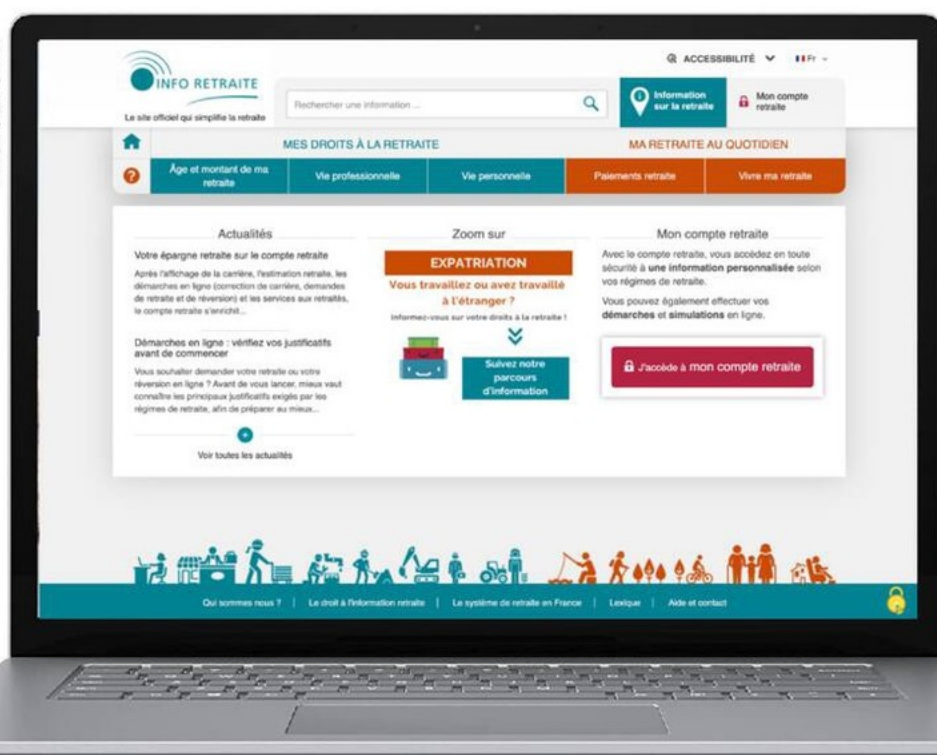 ACCESSIBILITÉ
Fr
INFO RETRAITE
Le site officiel qui simplifie la retraite
Rechercher une information ...
Information
sur la retraite
Mon compte
retraite
MES DROITS À LA RETRAITE
MA RETRAITE AU QUOTIDIEN
?
Âge et montant de ma
retraite
Vie professionnelle
Vie personnelle
Paiements retraite
Vivre ma retraite
Actualités
Votre épargne retraite sur le compte retraite
Après l'affichage de la carrière, l'estimation retraite, les
démarches en ligne (correction de carrière, demandes
de retraite et de réversion) et les services aux retraités,
le compte retraite s'enrichit...
Démarches en ligne : vérifiez vos justificatifs
avant de commencer
Vous souhaiter demander votre retraite ou votre
réversion en ligne ? Avant de vous lancer, mieux vaut
connaître les principaux justificatifs exigés par les
régimes de retraite, afin de préparer au mieux...
Voir toutes les actualités
Zoom sur
EXPATRIATION
Vous travaillez ou avez travaillé
à l'étranger ?
Informez-vous sur votre droits à la retraite !
Suivez notre
parcours
d'information
Mon compte retraite
Avec le compte retraite, vous accédez en toute
sécurité à une information personnalisée selon
vos régimes de retraite.
Vous pouvez également effectuer vos
démarches et simulations en ligne.
J'accède à mon compte retraite
Qui sommes nous ? | Le droit à l'information retraite | Le système de retraite en France | Lexique | Aide et contact